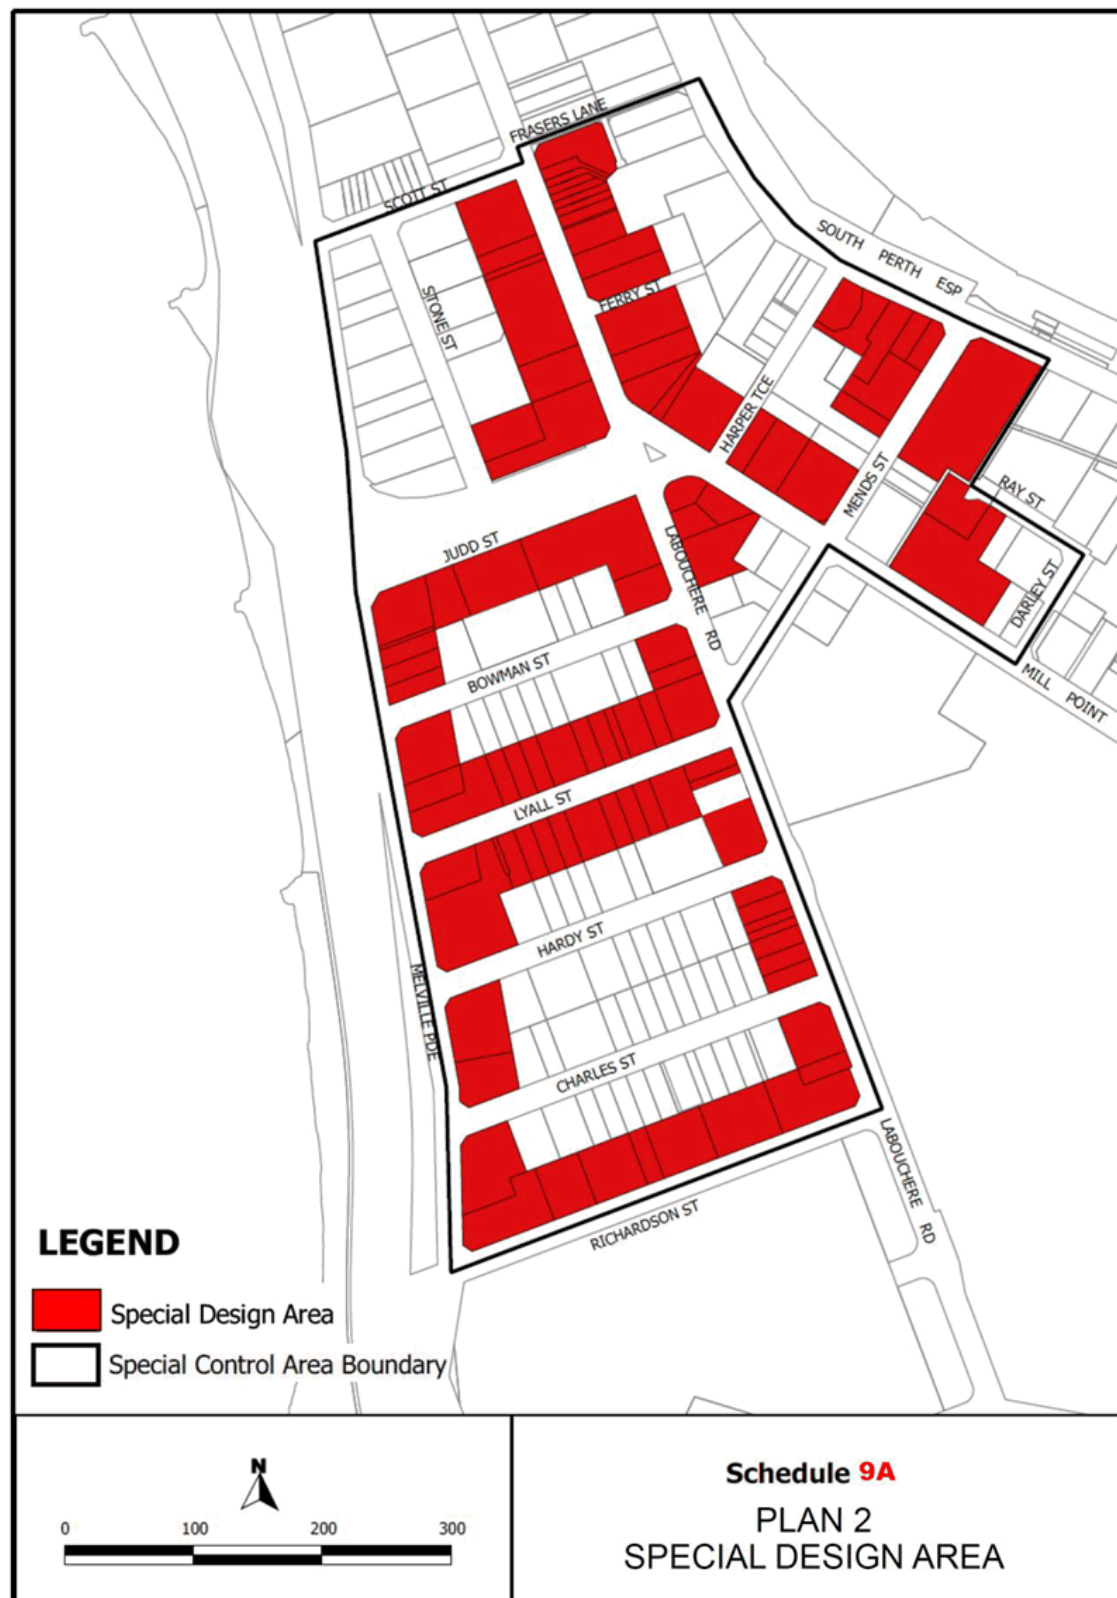 FRASERS LANE
SCOTT ST
SOUTH PERTH ESP
STONE ST
FERRY ST
HARPER TCE
MENDS ST
RAY ST
JUDD ST
LABOUCHERE RD
DARLEY ST
BOWMAN ST
MILL POINT
LYALL ST
HARDY ST
MELVILLE PDE
CHARLES ST
LABOUCHERE RD
RICHARDSON ST
LEGEND
Special Design Area
Special Control Area Boundary
N
0 100 200 300
Schedule 9A
PLAN 2
SPECIAL DESIGN AREA